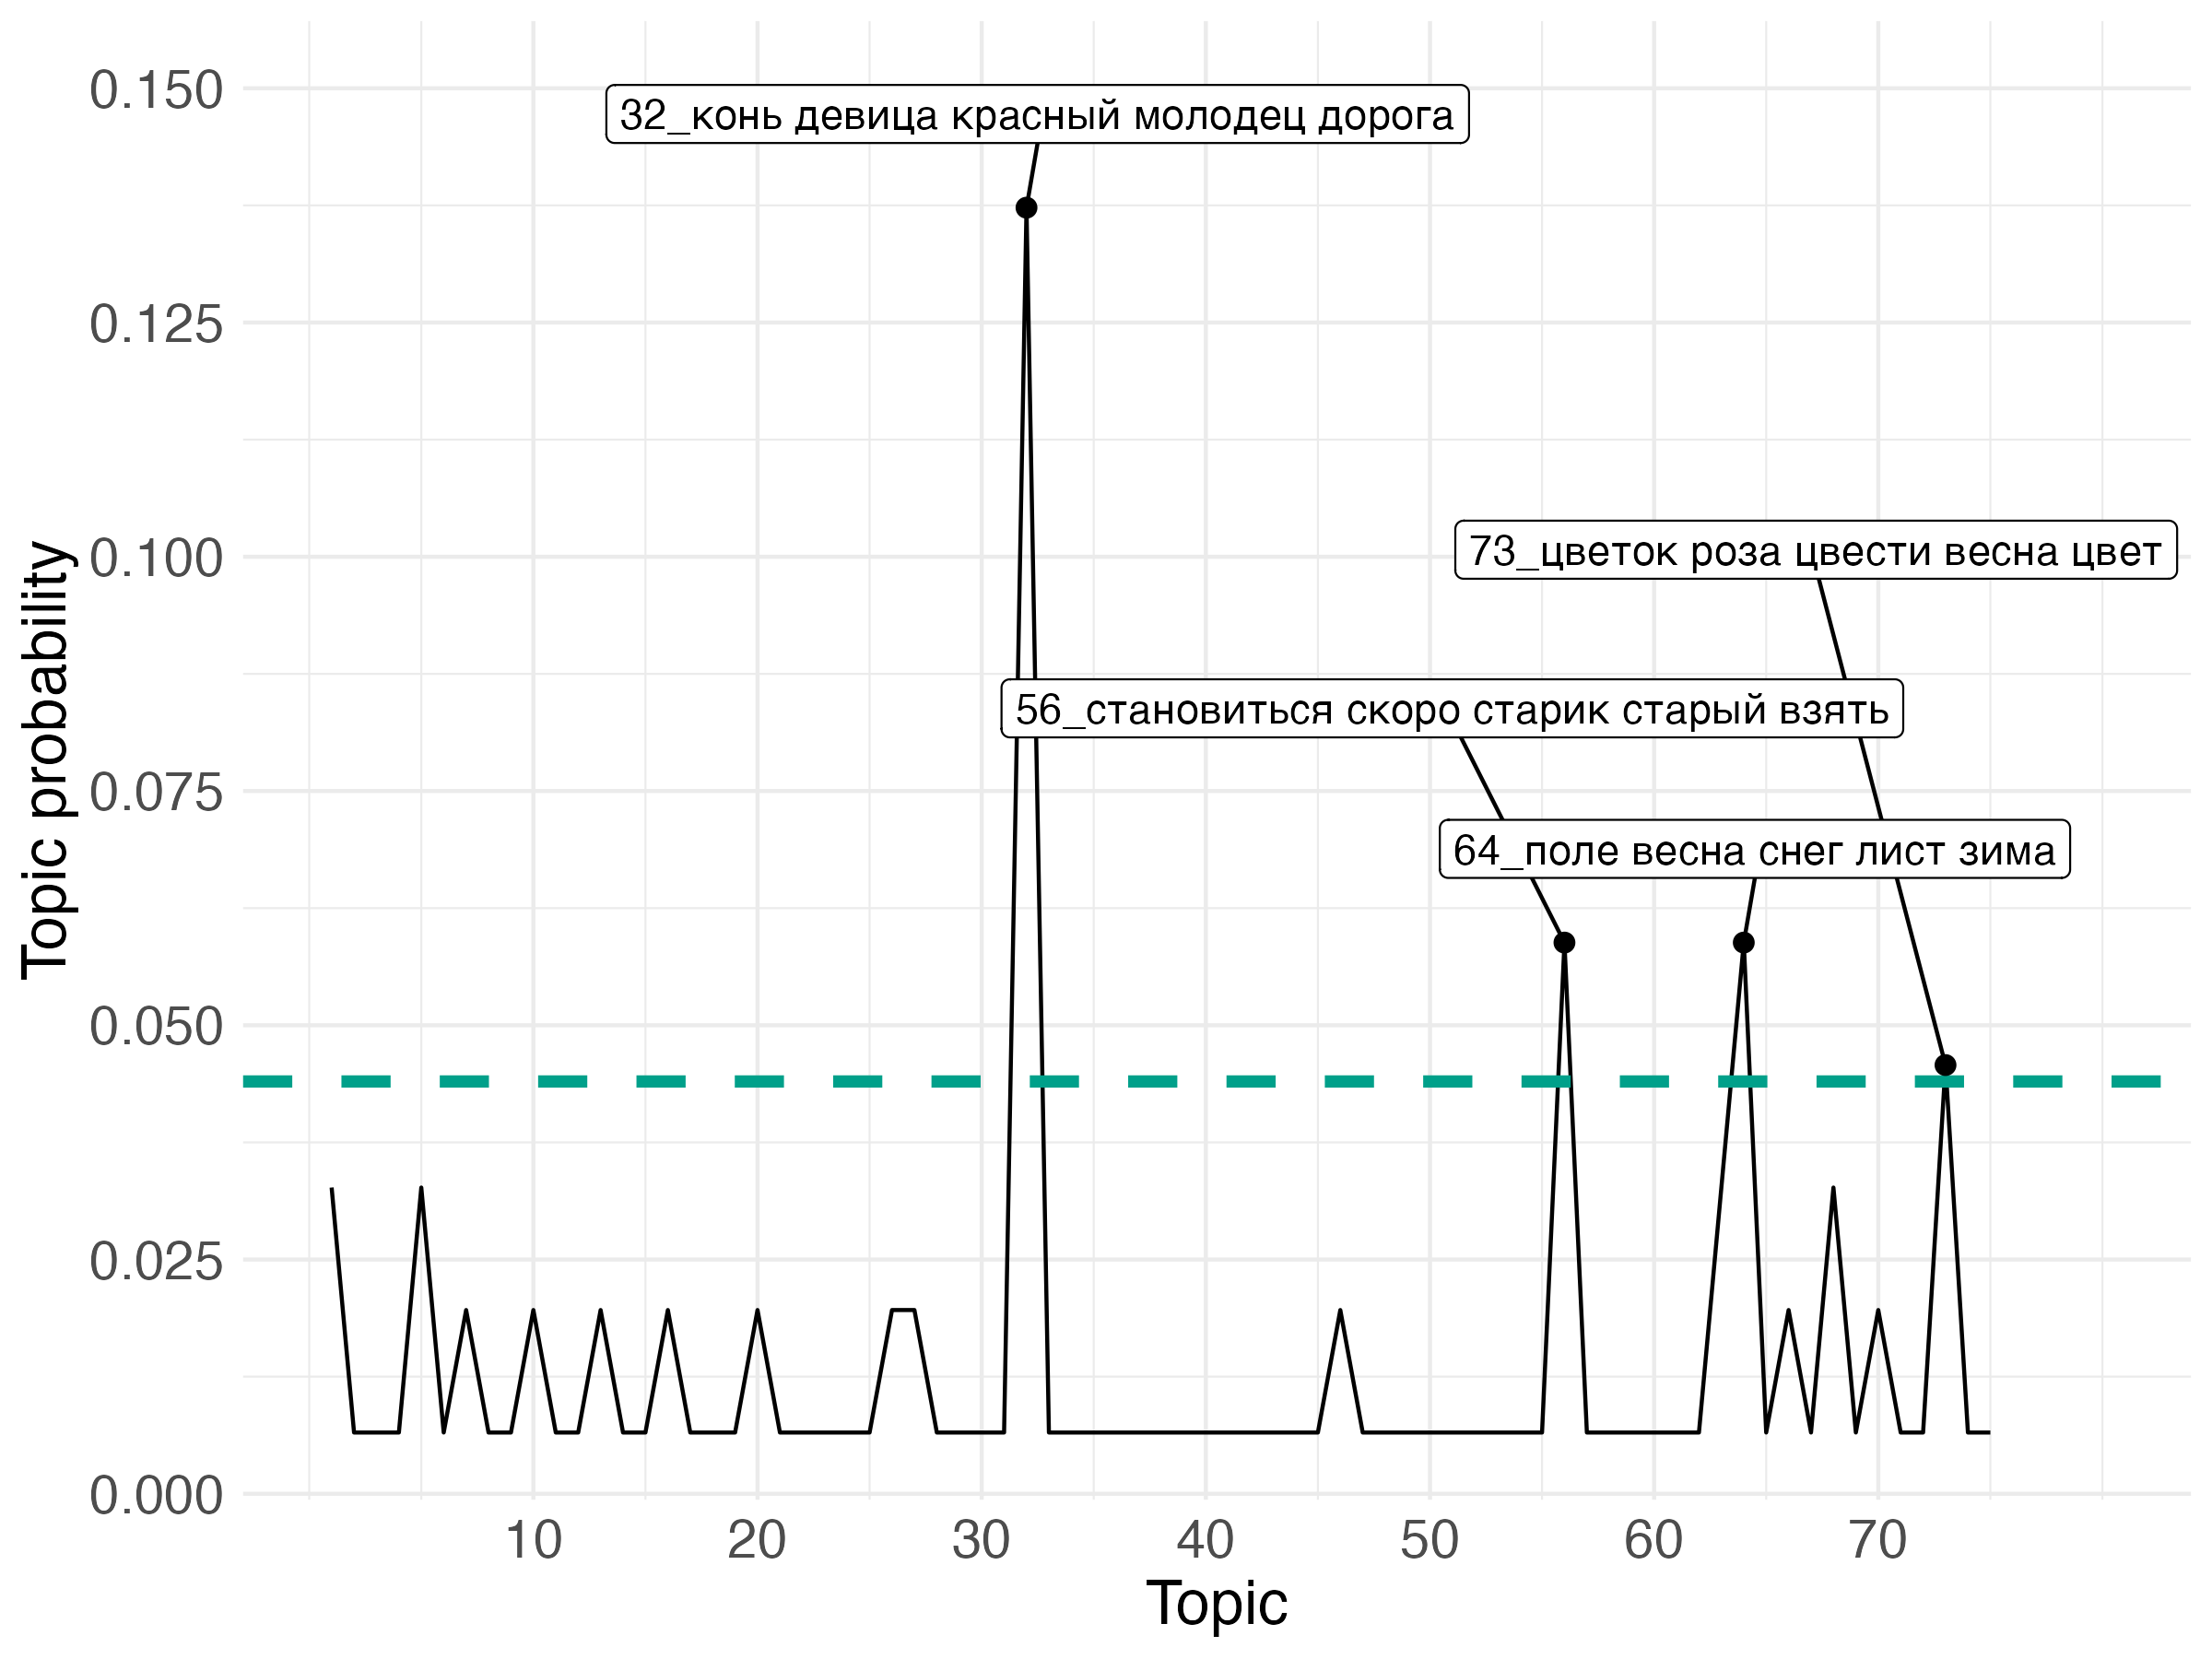 0.150
32_конь девица красный молодец дорога
0.125
0.100
73_цветок роза цвести весна цвет
56_становиться скоро старик старый взять
0.075
64_поле весна снег лист зима
0.050
0.025
0.000
Topic probability
10 20 30 40 50 60 70
Topic